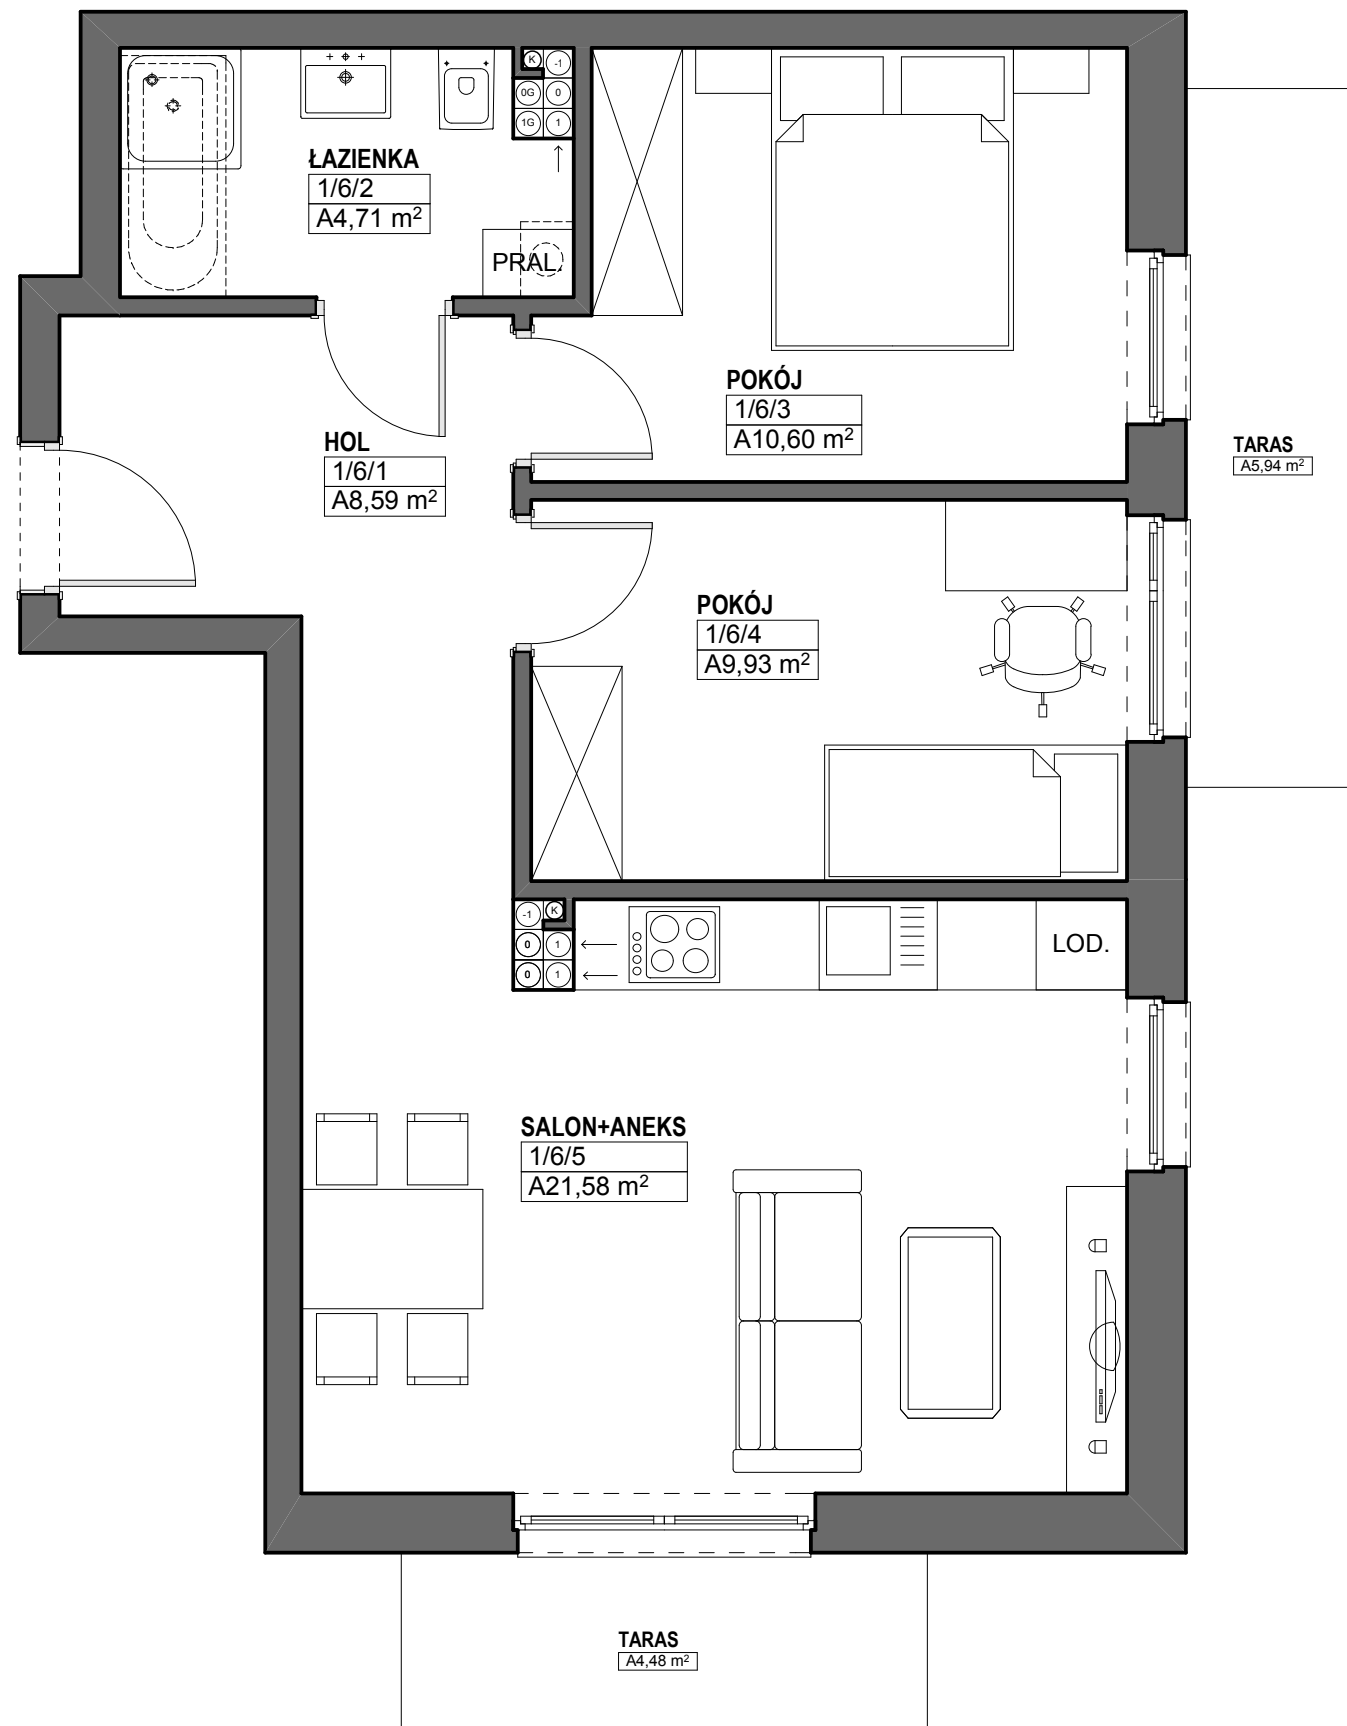 K
-1
0G
0
1G
1
ŁAZIENKA
1/6/2
A4,71 m²
PRAL.
POKÓJ
1/6/3
A10,60 m²
HOL
1/6/1
A8,59 m²
TARAS
A5,94 m²
POKÓJ
1/6/4
A9,93 m²
-1
K
0
1
0
1
LOD.
SALON+ANEKS
1/6/5
A21,58 m²
TARAS
A4,48 m²